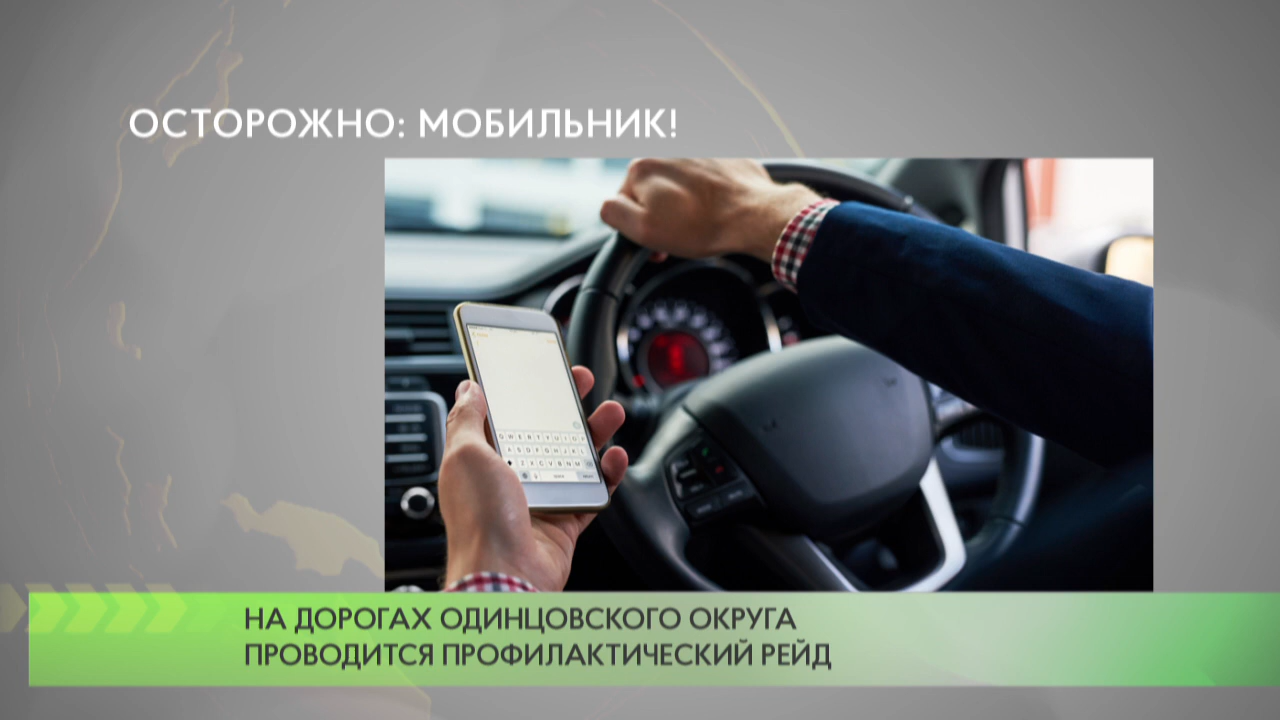 ОСТОРОЖНО: МОБИЛЬНИК!
Q W E R T Y U I O P
A S D F G H J K L
Z X C V B N M
НА ДОРОГАХ ОДИНЦОВСКОГО ОКРУГА
ПРОВОДИТСЯ ПРОФИЛАКТИЧЕСКИЙ РЕЙД